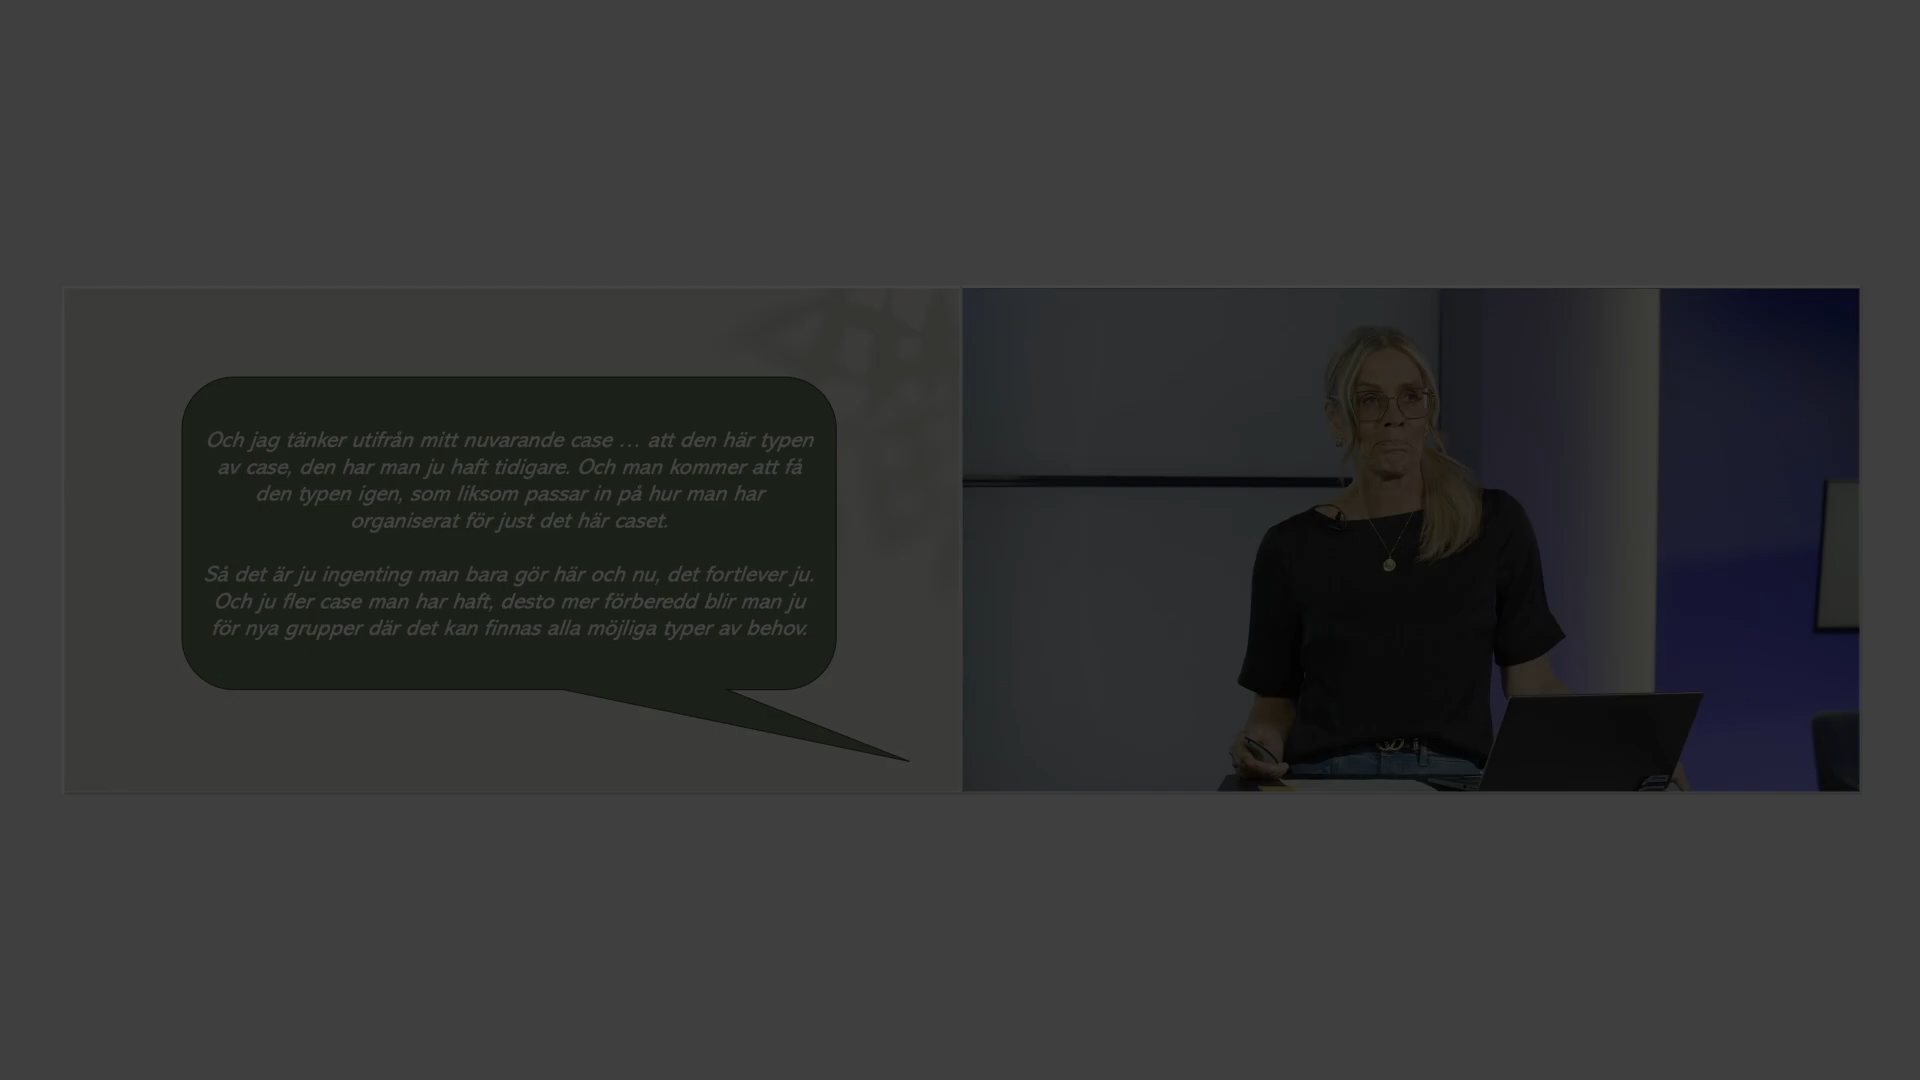 Och jag tänker utifrån mitt nuvarande case … att den här typen
av case, den har man ju haft tidigare. Och man kommer att få
den typen igen, som liksom passar in på hur man har
organiserat för just det här caset.
Så det är ju ingenting man bara gör här och nu, det fortlever ju.
Och ju fler case man har haft, desto mer förberedd blir man ju
för nya grupper där det kan finnas alla möjliga typer av behov.